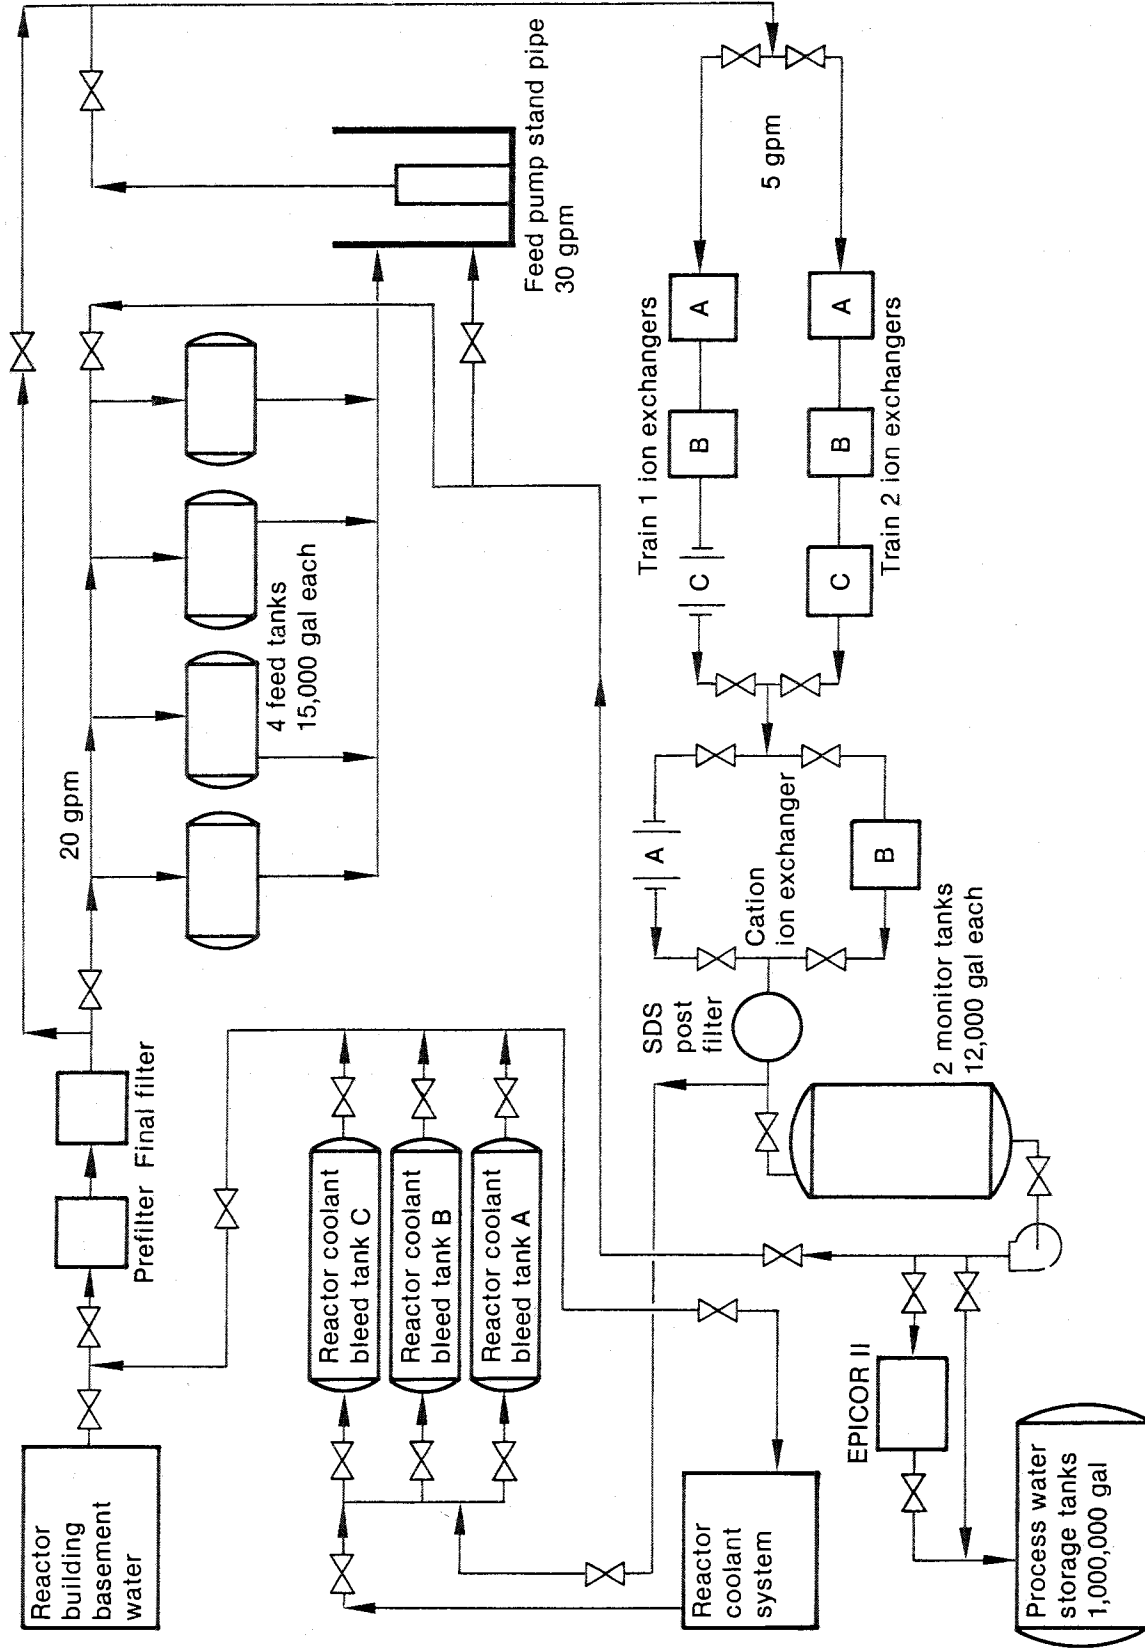 Reactor
building
basement
water
Prefilter
Final filter
20 gpm
4 feed tanks
15,000 gal each
Feed pump stand pipe
30 gpm
Reactor coolant
bleed tank C
Reactor coolant
bleed tank B
Reactor coolant
bleed tank A
Reactor
coolant
system
SDS
post
filter
Cation
ion exchanger
A
B
Train 1 ion exchangers
C
B
A
5 gpm
C
B
A
Train 2 ion exchangers
2 monitor tanks
12,000 gal each
EPICOR II
Process water
storage tanks
1,000,000 gal